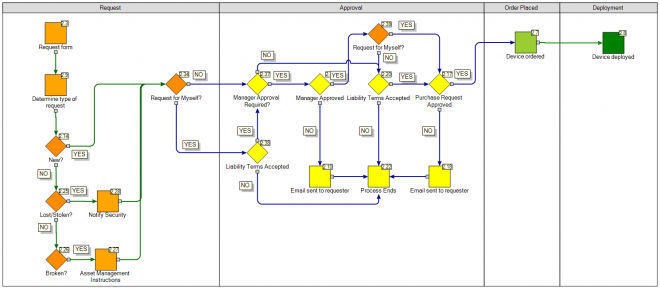 Request
Approval
Order Placed
Deployment
Request form
Determine type of
request
New?
YES
NO
Lost/Stolen?
YES
Notify Security
NO
Broken?
YES
Asset Management
Instructions
Request for Myself?
NO
YES
Manager Approval
Required?
YES
NO
YES
Liability Terms Accepted
NO
Manager Approved
YES
NO
Email sent to requester
Request for Myself?
YES
NO
Liability Terms Accepted
YES
NO
Process Ends
Purchase Request
Approved
YES
NO
Email sent to requester
Device ordered
Device deployed